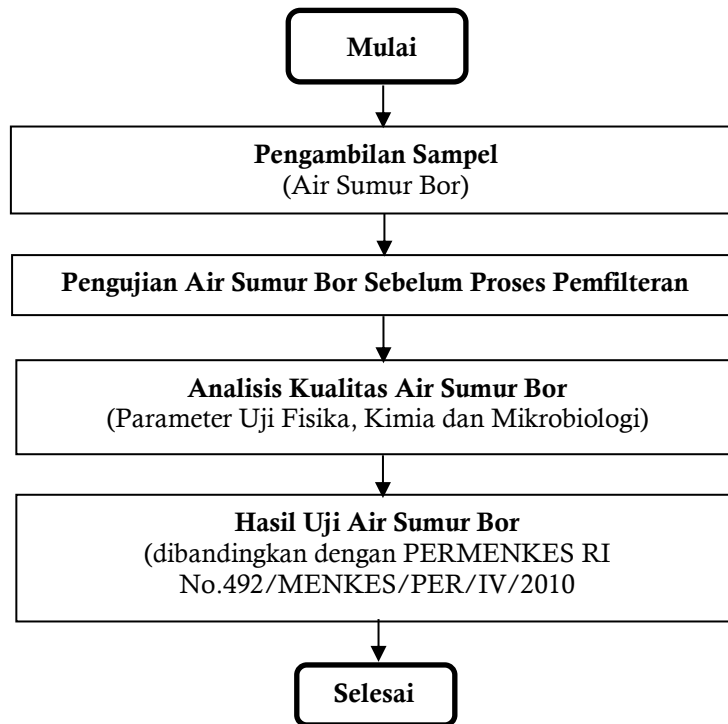 Mulai
Pengambilan Sampel
(Air Sumur Bor)
Pengujian Air Sumur Bor Sebelum Proses Pemfilteran
Analisis Kualitas Air Sumur Bor
(Parameter Uji Fisika, Kimia dan Mikrobiologi)
Hasil Uji Air Sumur Bor
(dibandingkan dengan PERMENKES RI
No.492/MENKES/PER/IV/2010
Selesai